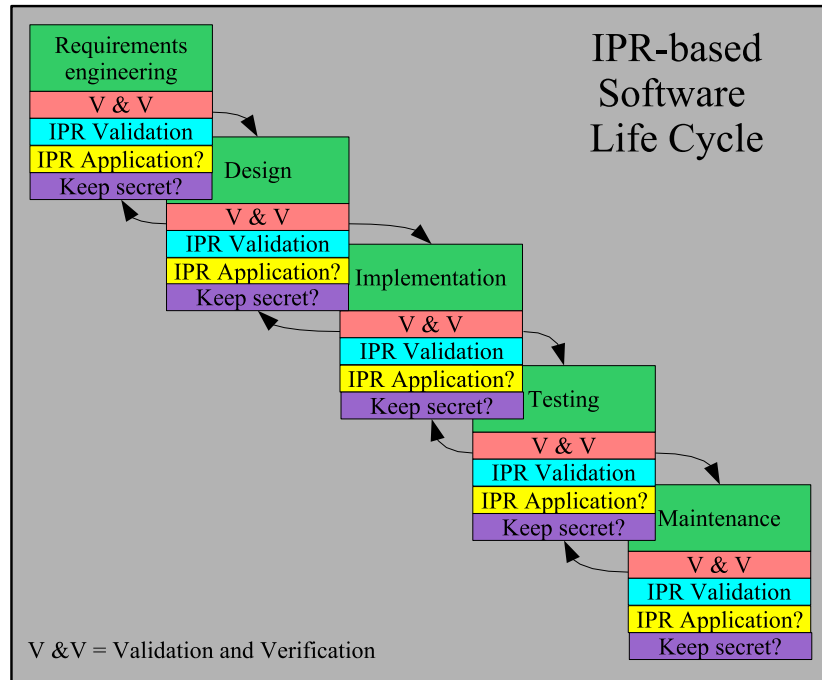 IPR-based
Software
Life Cycle
Requirements
engineering
V & V
IPR Validation
IPR Application?
Keep secret?
Design
V & V
IPR Validation
IPR Application?
Keep secret?
Implementation
V & V
IPR Validation
IPR Application?
Keep secret?
Testing
V & V
IPR Validation
IPR Application?
Keep secret?
Maintenance
V & V
IPR Validation
IPR Application?
Keep secret?
V &V = Validation and Verification